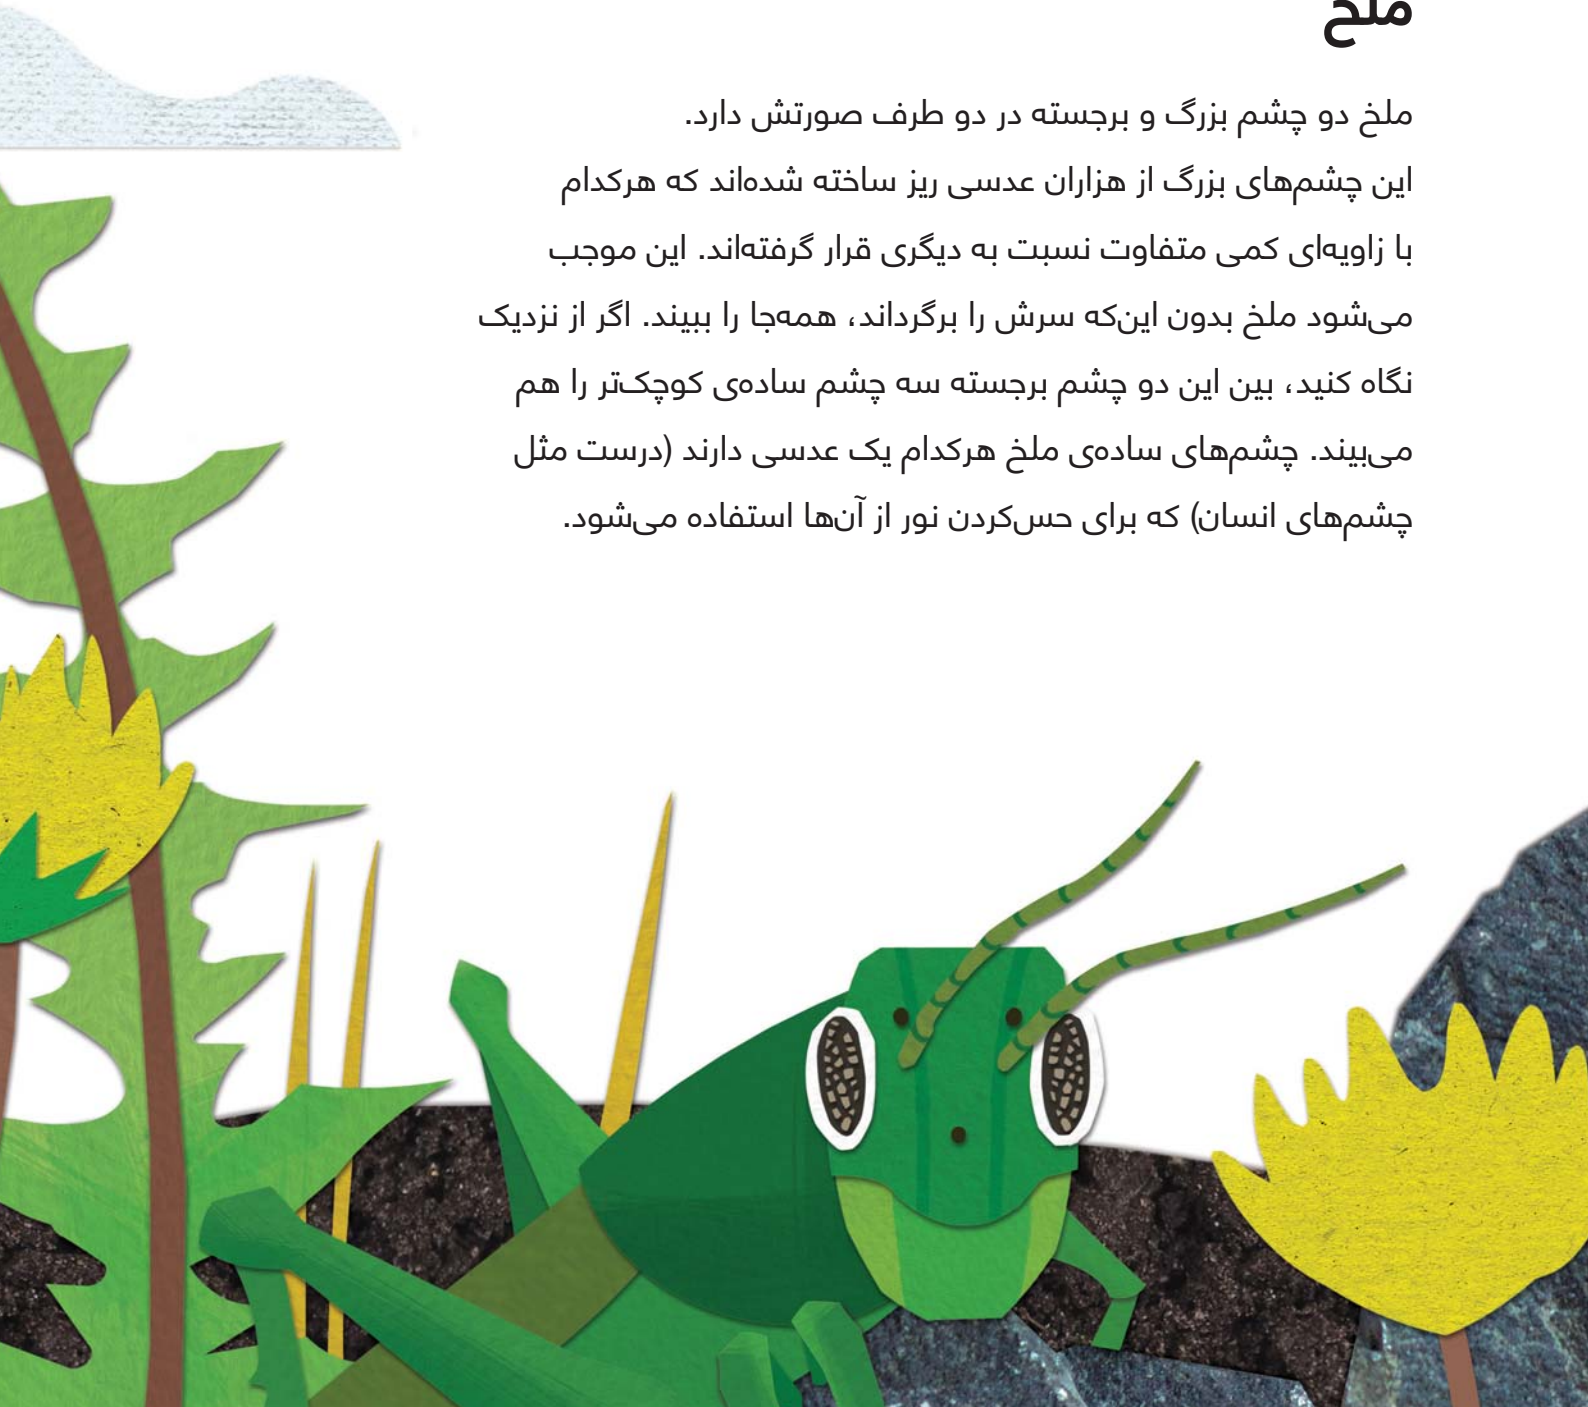 ملخ
ملخ دو چشم بزرگ و برجسته در دو طرف صورتش دارد.
این چشم‌های بزرگ از هزاران عدسی ریز ساخته شده‌اند که هرکدام
با زاویه‌ای کمی متفاوت نسبت به دیگری قرار گرفته‌اند. این موجب
می‌شود ملخ بدون این‌که سرش را برگرداند، همه‌جا را ببیند. اگر از نزدیک
نگاه کنید، بین این دو چشم برجسته سه چشم ساده‌ی کوچک‌تر را هم
می‌بیند. چشم‌های ساده‌ی ملخ هرکدام یک عدسی دارند (درست مثل
چشم‌های انسان) که برای حس‌کردن نور از آن‌ها استفاده می‌شود.